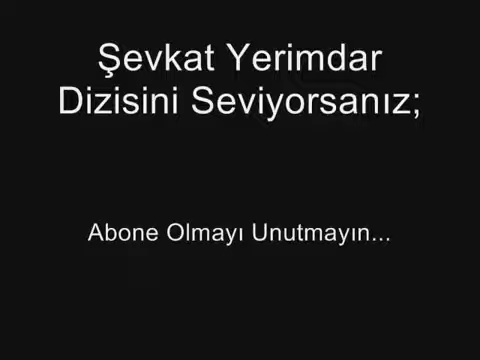 Şevkat Yerimdar
Dizisini Seviyorsanız;
Abone Olmayı Unutmayın...